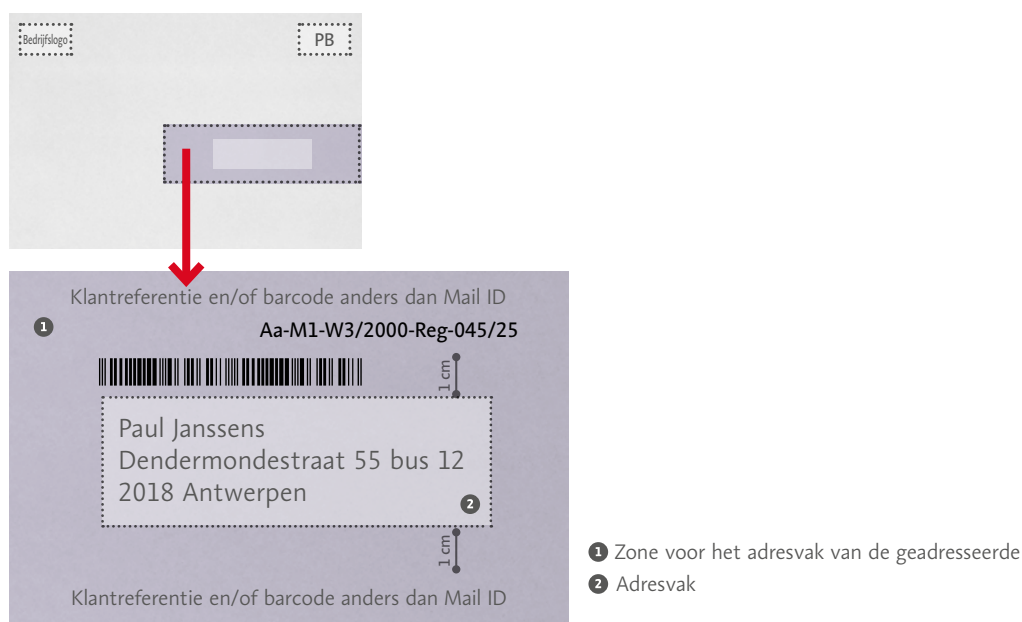 Bedrijfslogo
PB
Klantreferentie en/of barcode anders dan Mail ID
1
Aa-M1-W3/2000-Reg-045/25
1 cm
Paul Janssens
Dendermondestraat 55 bus 12
2018 Antwerpen
2
1 cm
Klantreferentie en/of barcode anders dan Mail ID
1 Zone voor het adresvak van de geadresseerde
2 Adresvak